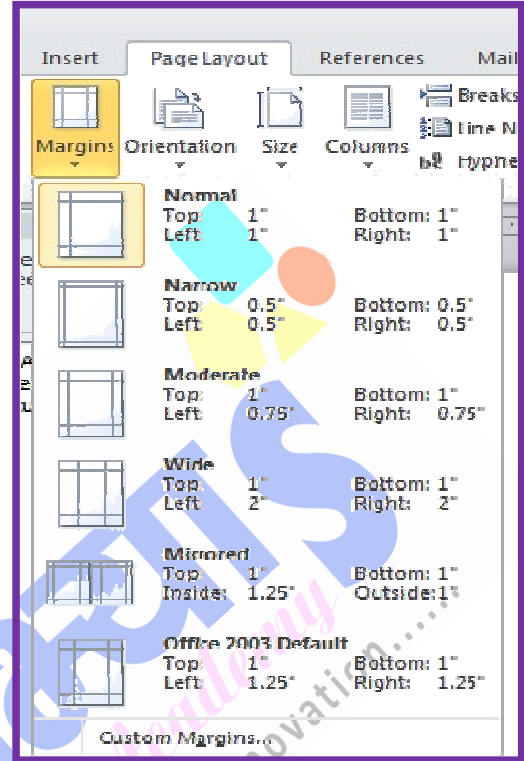 Insert Page Layout References Mail
Margins Orientation Size Columns
Breaks
Line N
Hyphe
Normal
Top: 1" Bottom: 1"
Left: 1" Right: 1"
Narrow
Top: 0.5" Bottom: 0.5"
Left: 0.5" Right: 0.5"
Moderate
Top: 1" Bottom: 1"
Left: 0.75" Right: 0.75"
Wide
Top: 1" Bottom: 1"
Left: 2" Right: 2"
Mirrored
Top: 1" Bottom: 1"
Inside: 1.25" Outside: 1"
Office 2003 Default
Top: 1" Bottom: 1"
Left: 1.25" Right: 1.25"
Custom Margins...